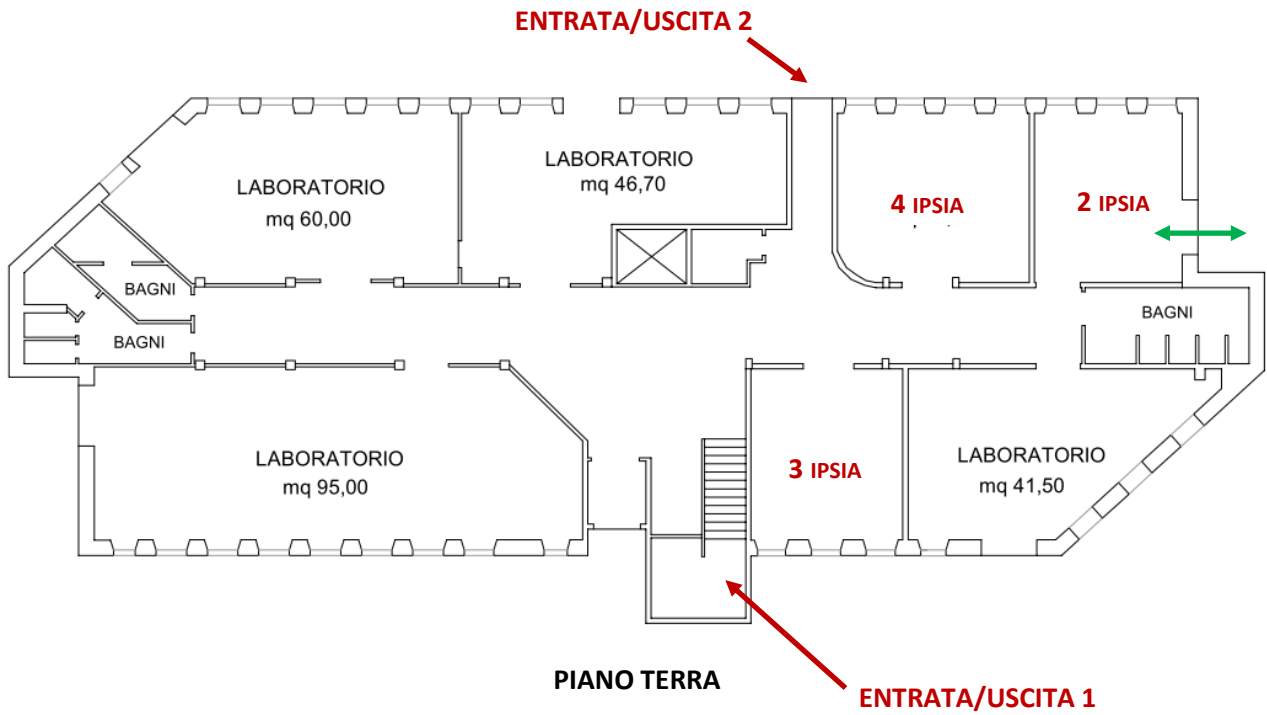 ENTRATA/USCITA 2
LABORATORIO
mq 60,00
LABORATORIO
mq 46,70
4 IPSIA
2 IPSIA
BAGNI
BAGNI
BAGNI
LABORATORIO
mq 95,00
3 IPSIA
LABORATORIO
mq 41,50
PIANO TERRA
ENTRATA/USCITA 1